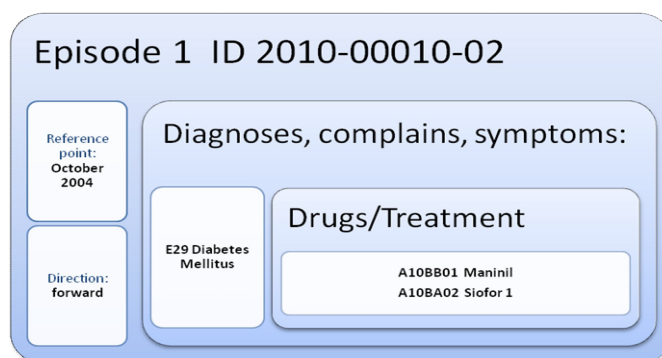 Episode 1 ID 2010-00010-02
Reference
point:
October
2004
Direction:
forward
Diagnoses, complains, symptoms:
E29 Diabetes
Mellitus
Drugs/Treatment
A10BB01 Maninil
A10BA02 Siofor 1